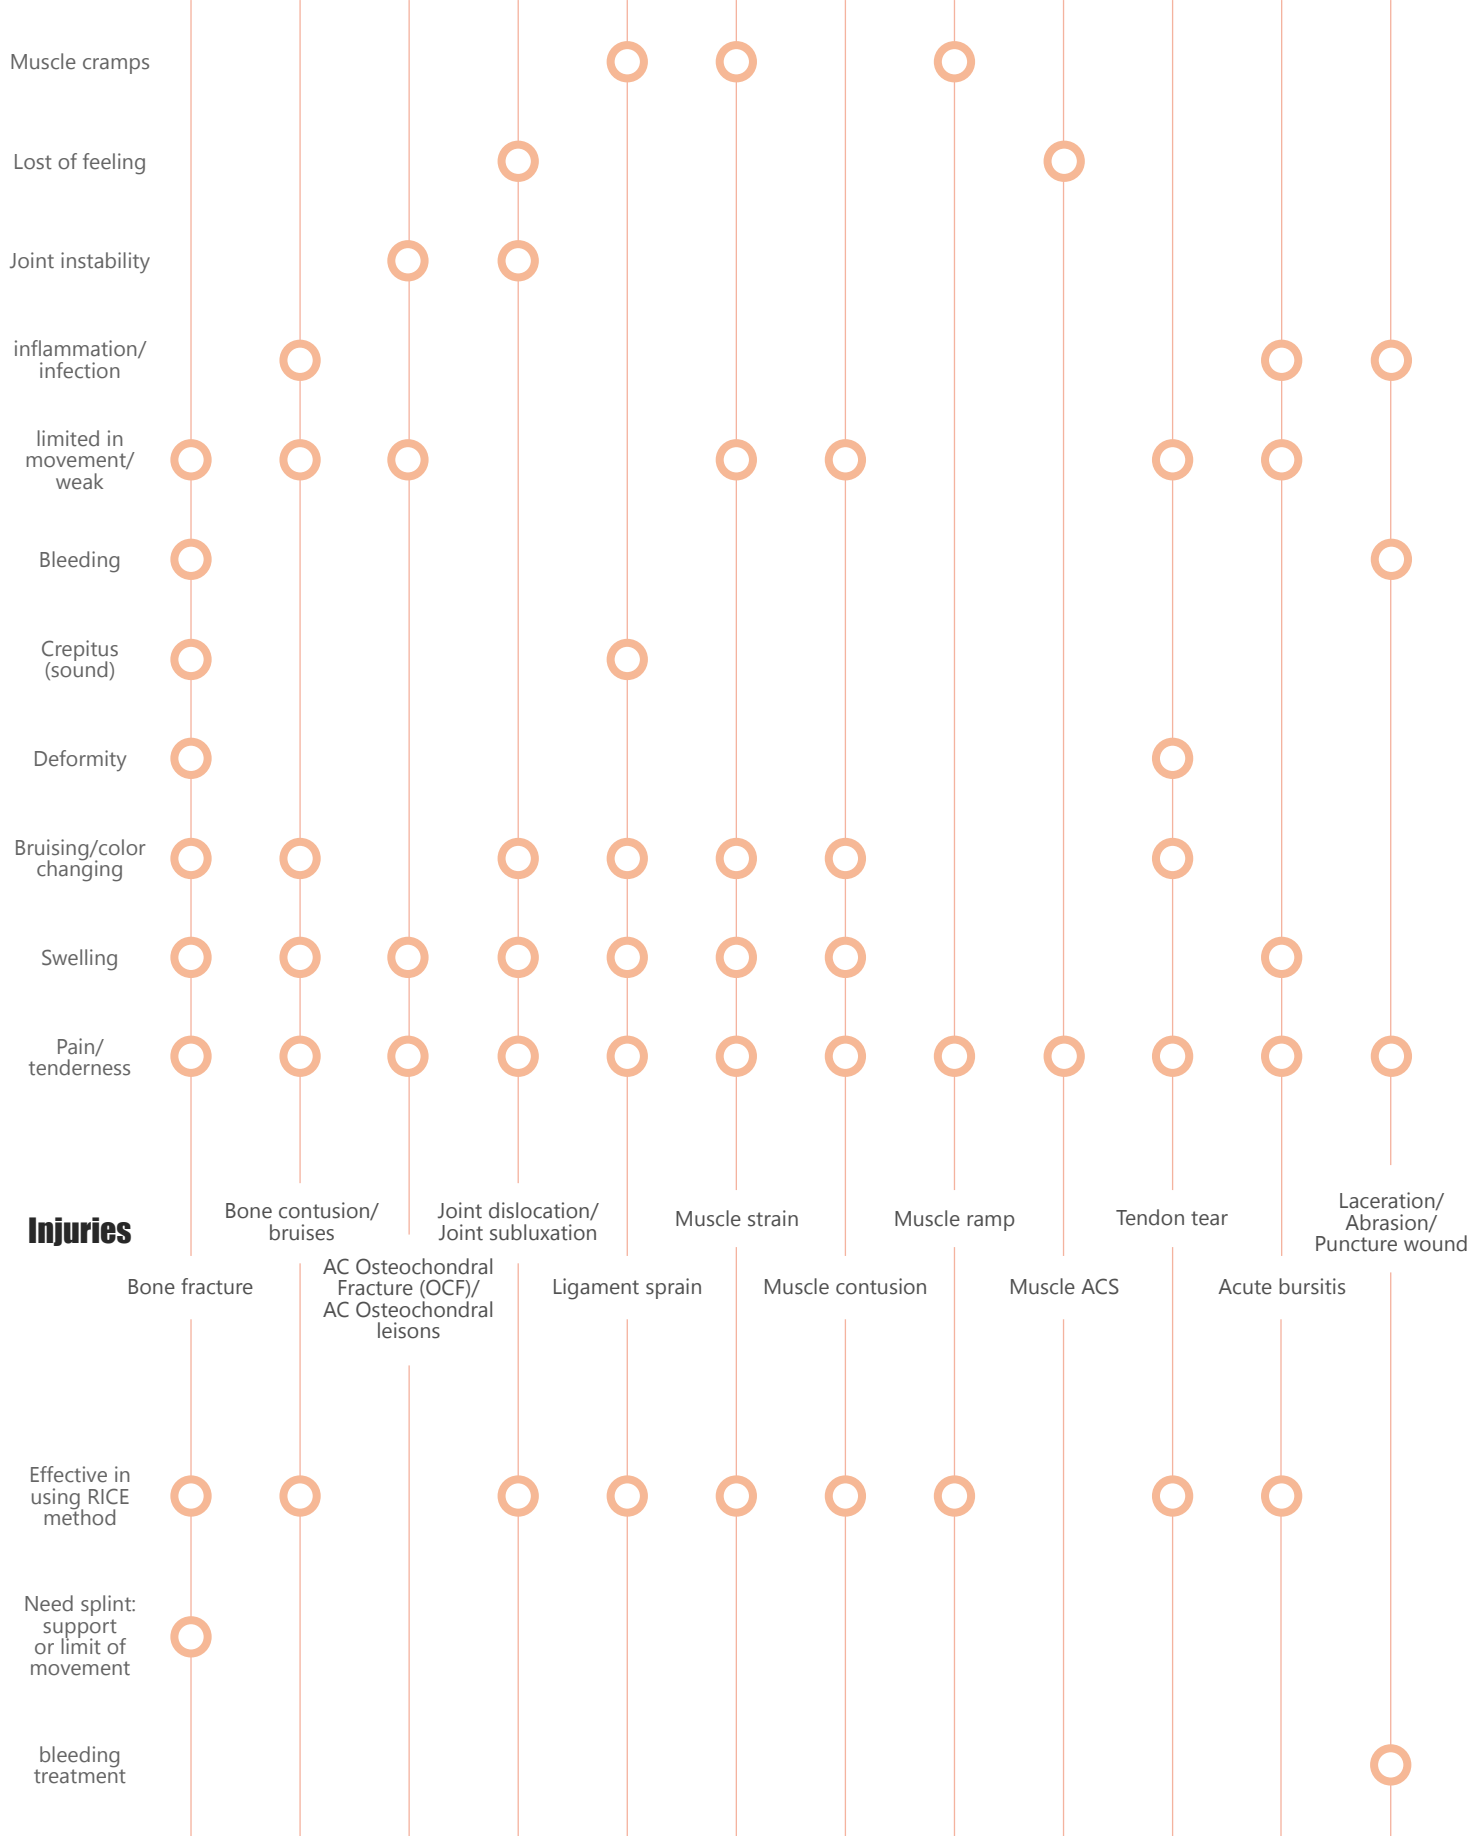 Muscle cramps
Lost of feeling
Joint instability
inflammation/
infection
limited in
movement/
weak
Bleeding
Crepitus
(sound)
Deformity
Bruising/color
changing
Swelling
Pain/
tenderness
Injuries
Bone fracture
Bone contusion/
bruises
AC Osteochondral
Fracture (OCF)/
AC Osteochondral
leisons
Joint dislocation/
Joint subluxation
Ligament sprain
Muscle strain
Muscle contusion
Muscle ramp
Muscle ACS
Tendon tear
Acute bursitis
Laceration/
Abrasion/
Puncture wound
Effective in
using RICE
method
Need splint:
support
or limit of
movement
bleeding
treatment